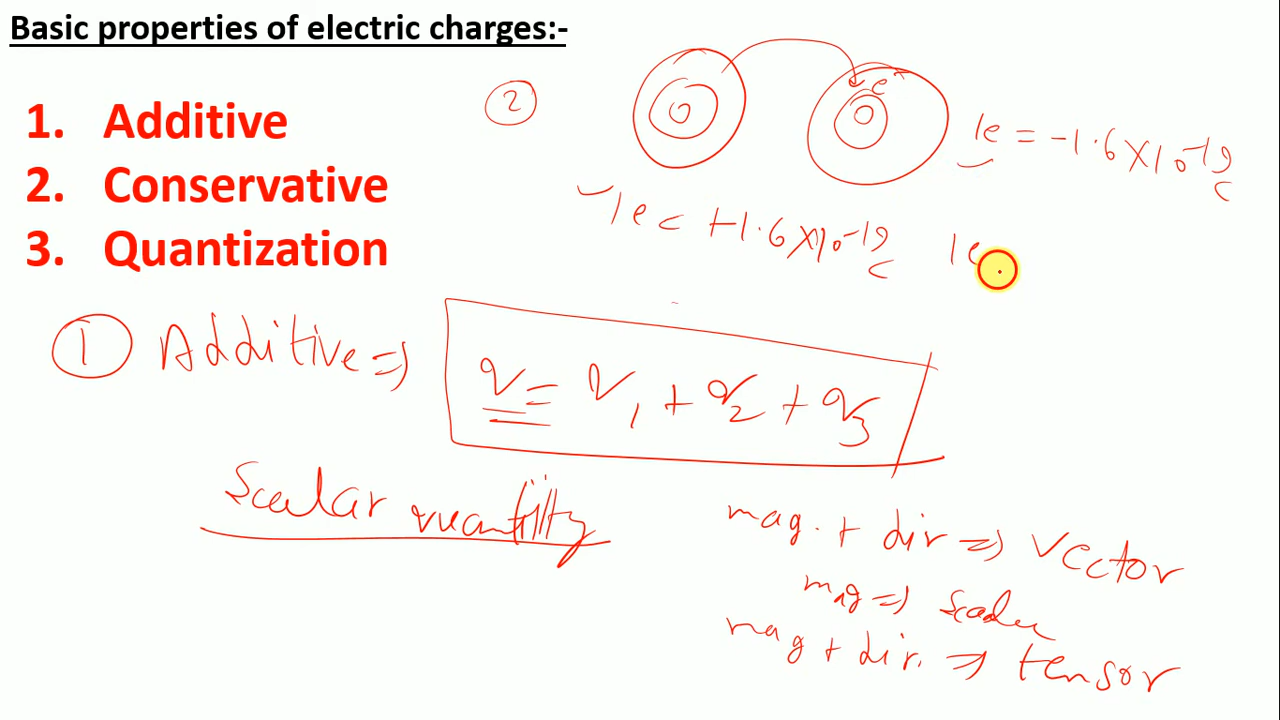 Basic properties of electric charges:-
1. Additive
2. Conservative
3. Quantization
2
e⁻
1e = -1.6×10⁻¹⁹ C
-1e c +1.6×10⁻¹⁹ C
1e
1 Additive ⇒
q = q₁ + q₂ + q₃
Scalar quantity
mag. + dir ⇒ Vector
mag ⇒ Scalar
mag + dir. ⇒ tensor